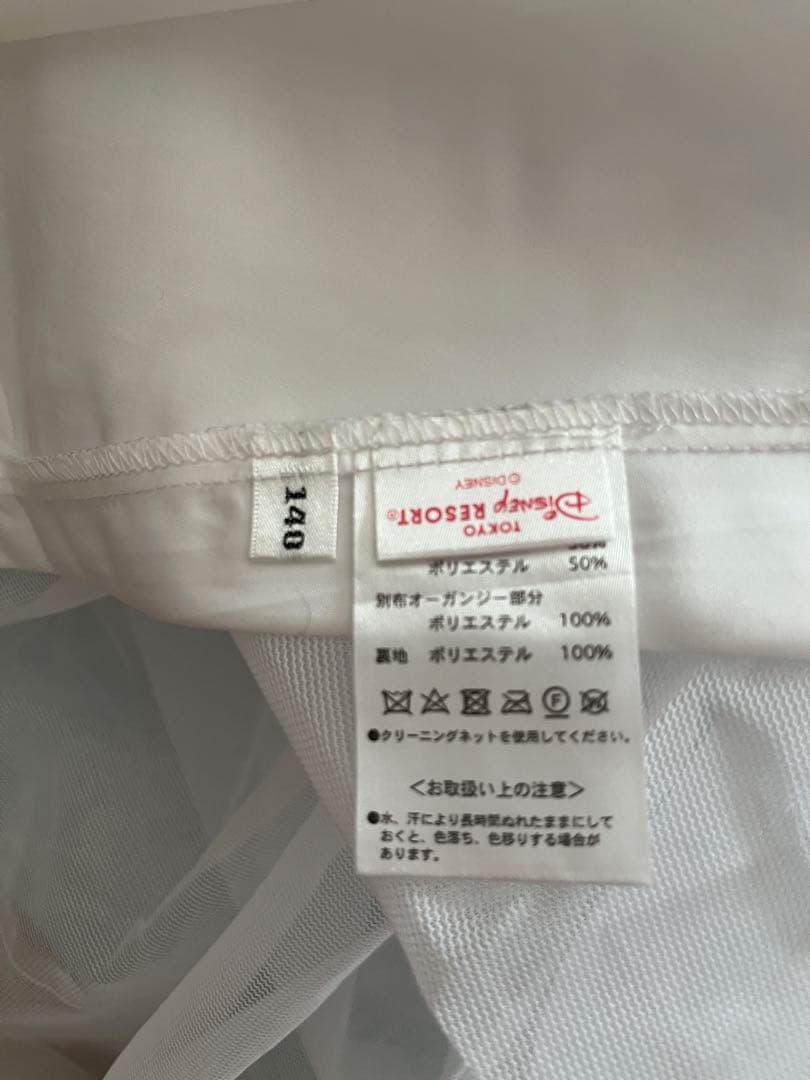 140
TOKYO
Disney RESORT®
© DISNEY
ポリエステル 50%
別布オーガンジー部分
ポリエステル 100%
裏地 ポリエステル 100%
F
●クリーニングネットを使用してください。
＜お取扱い上の注意＞
●水、汗により長時間ぬれたままにして
おくと、色落ち、色移りする場合が
あります。